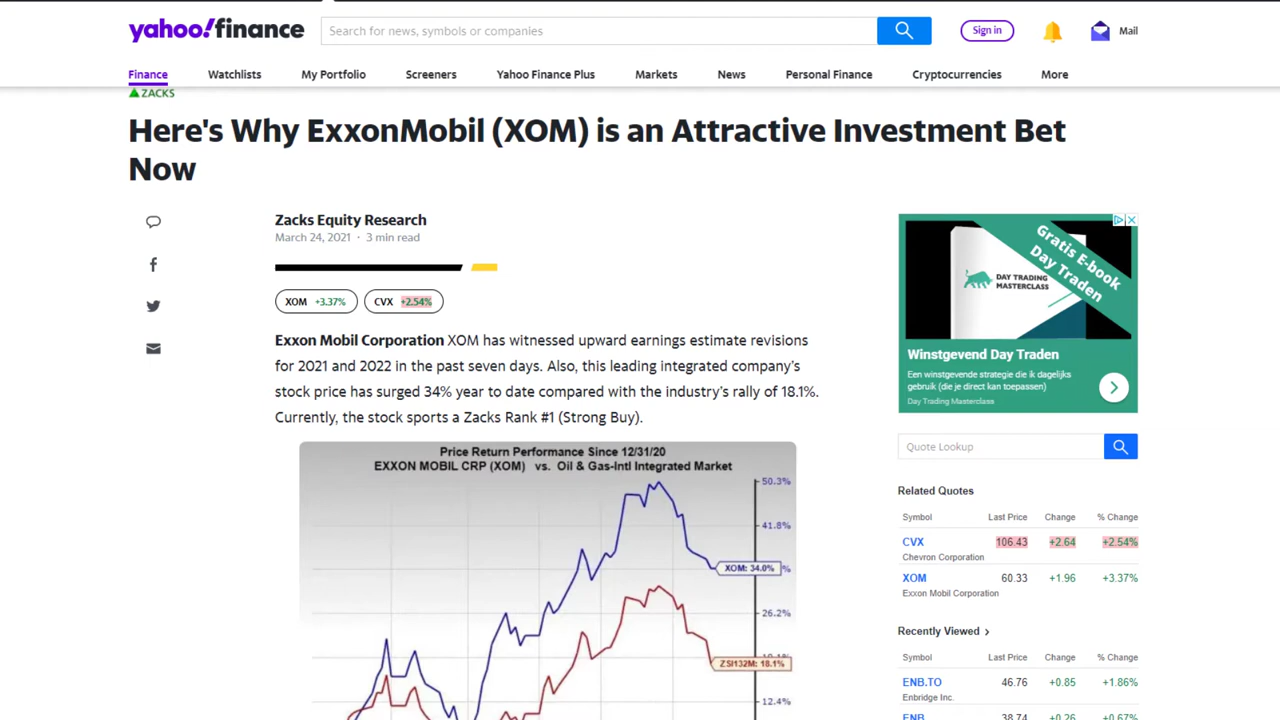 yahoo!finance
Search for news, symbols or companies
Sign in
Mail
Finance Watchlists My Portfolio Screeners Yahoo Finance Plus Markets News Personal Finance Cryptocurrencies More
ZACKS
Here's Why ExxonMobil (XOM) is an Attractive Investment Bet
Now
Zacks Equity Research
March 24, 2021 · 3 min read
XOM +3.37% CVX +2.54%
Exxon Mobil Corporation XOM has witnessed upward earnings estimate revisions
for 2021 and 2022 in the past seven days. Also, this leading integrated company's
stock price has surged 34% year to date compared with the industry's rally of 18.1%.
Currently, the stock sports a Zacks Rank #1 (Strong Buy).
Price Return Performance Since 12/31/20
EXXON MOBIL CRP (XOM) vs. Oil & Gas-Intl Integrated Market
50.3%
41.8%
XOM: 34.0%
26.2%
ZSI132M: 18.1%
12.4%
Gratis E-book
Day Traden
DAY TRADING
MASTERCLASS
Winstgevend Day Traden
Een winstgevende strategie die ik dagelijks
gebruik (die je direct kan toepassen)
Day Trading Masterclass
Quote Lookup
Related Quotes
Symbol Last Price Change % Change
CVX 106.43 +2.64 +2.54%
Chevron Corporation
XOM 60.33 +1.96 +3.37%
Exxon Mobil Corporation
Recently Viewed >
Symbol Last Price Change % Change
ENB.TO 46.76 +0.85 +1.86%
Enbridge Inc.
ENB 38.74 +0.26 +0.67%